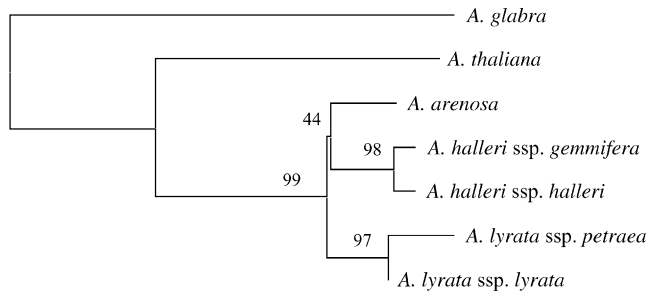 A. glabra
A. thaliana
A. arenosa
44
98
A. halleri ssp. gemmifera
99
A. halleri ssp. halleri
97
A. lyrata ssp. petraea
A. lyrata ssp. lyrata